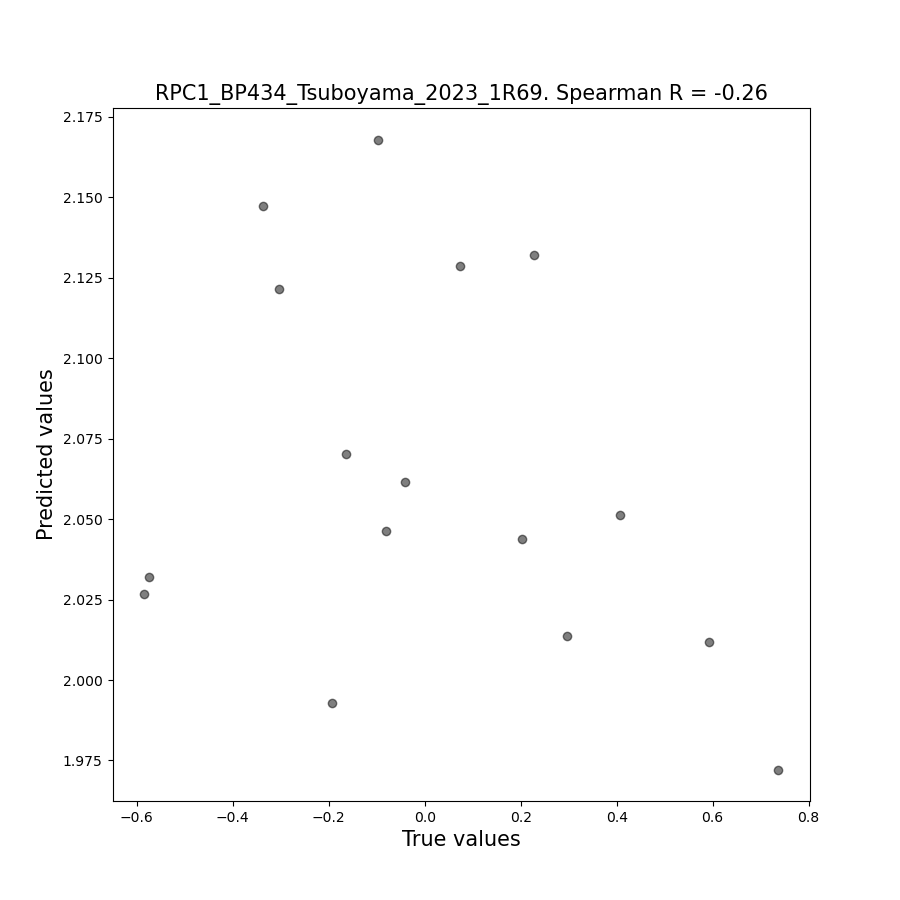 RPC1_BP434_Tsuboyama_2023_1R69. Spearman R = -0.26
2.175
2.150
2.125
2.100
2.075
2.050
2.025
2.000
1.975
Predicted values
−0.6 −0.4 −0.2 0.0 0.2 0.4 0.6 0.8
True values